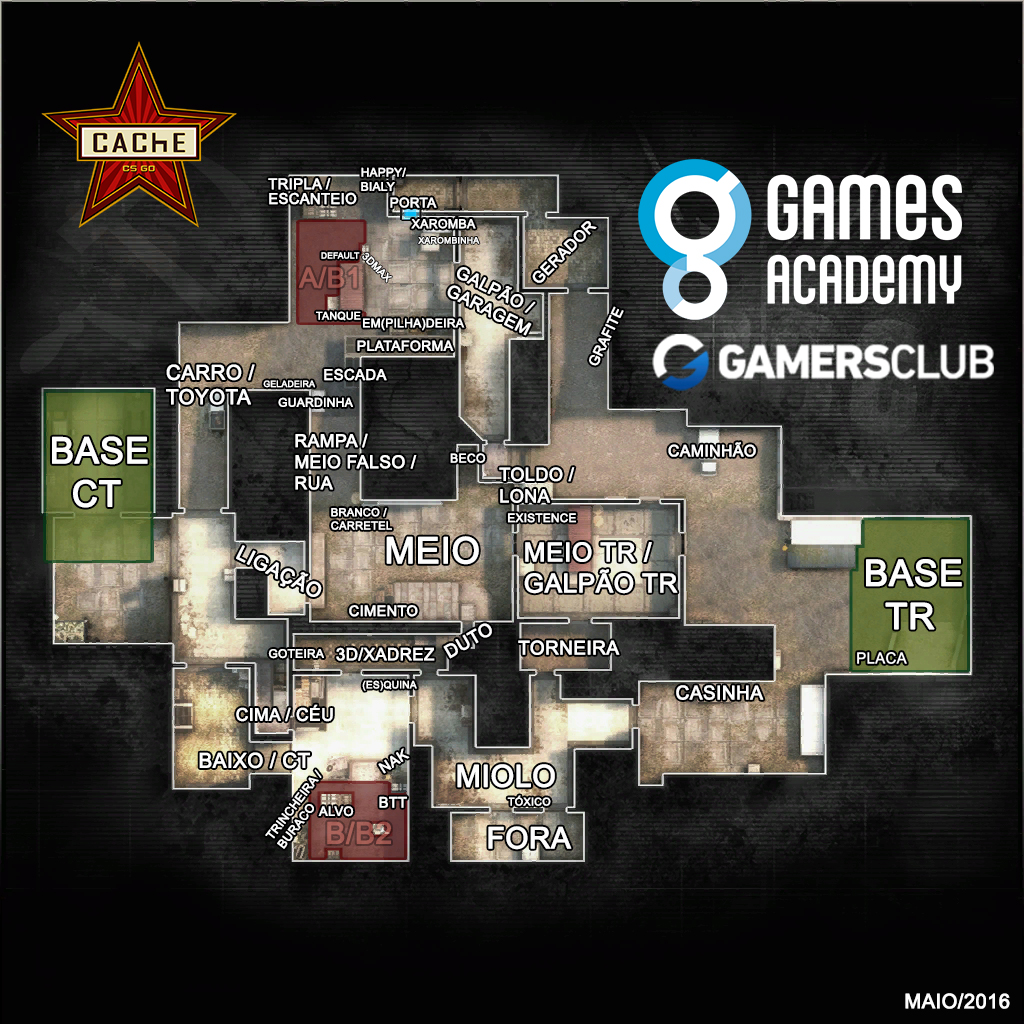 CAChE
CS GO
GAMES
ACADEMY
GAMERSCLUB
HAPPY/
BIALY
TRIPLA /
ESCANTEIO
PORTA
XAROMBA
XAROMBINHA
GERADOR
DEFAULT
3DMAX
A/B1
GALPÃO /
GARAGEM
TANQUE
EM(PILHA)DEIRA
GRAFITE
PLATAFORMA
CARRO /
TOYOTA
ESCADA
GELADEIRA
GUARDINHA
BASE
CT
RAMPA /
MEIO FALSO /
RUA
BECO
CAMINHÃO
TOLDO /
LONA
BRANCO /
CARRETEL
EXISTENCE
MEIO
MEIO TR /
GALPÃO TR
LIGAÇÃO
BASE
TR
CIMENTO
DUTO
GOTEIRA
3D/XADREZ
TORNEIRA
PLACA
(ES)QUINA
CASINHA
CIMA / CÉU
BAIXO / CT
NAK
MIOLO
TÓXICO
TRINCHEIRA /
BURACO
ALVO
BTT
B/B2
FORA
MAIO/2016